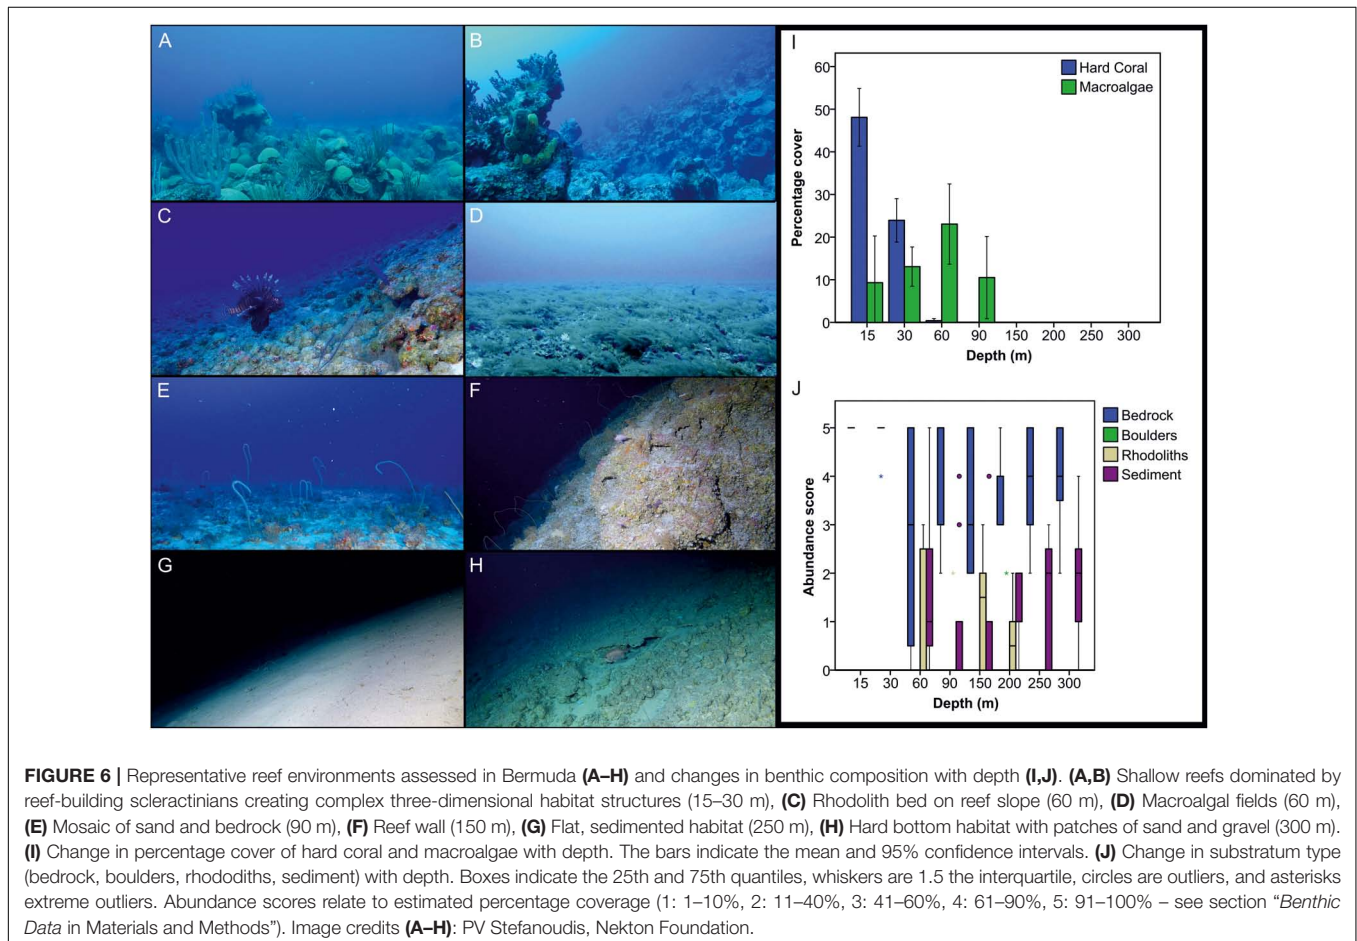 A
B
C
D
E
F
G
H
I
Hard Coral
Macroalgae
Percentage cover
60
50
40
30
20
10
0
15 30 60 90 150 200 250 300
Depth (m)
J
Bedrock
Boulders
Rhodoliths
Sediment
Abundance score
5
4
3
2
1
0
15 30 60 90 150 200 250 300
Depth (m)
FIGURE 6 | Representative reef environments assessed in Bermuda (A–H) and changes in benthic composition with depth (I,J). (A,B) Shallow reefs dominated by
reef-building scleractinians creating complex three-dimensional habitat structures (15–30 m), (C) Rhodolith bed on reef slope (60 m), (D) Macroalgal fields (60 m),
(E) Mosaic of sand and bedrock (90 m), (F) Reef wall (150 m), (G) Flat, sedimented habitat (250 m), (H) Hard bottom habitat with patches of sand and gravel (300 m).
(I) Change in percentage cover of hard coral and macroalgae with depth. The bars indicate the mean and 95% confidence intervals. (J) Change in substratum type
(bedrock, boulders, rhododiths, sediment) with depth. Boxes indicate the 25th and 75th quantiles, whiskers are 1.5 the interquartile, circles are outliers, and asterisks
extreme outliers. Abundance scores relate to estimated percentage coverage (1: 1–10%, 2: 11–40%, 3: 41–60%, 4: 61–90%, 5: 91–100% – see section “Benthic
Data in Materials and Methods”). Image credits (A–H): PV Stefanoudis, Nekton Foundation.